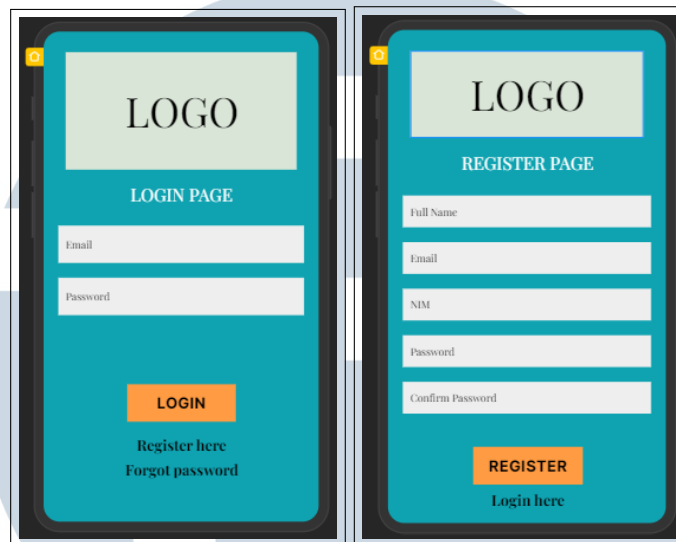 LOGO
LOGIN PAGE
Email
Password
LOGIN
Register here
Forgot password
LOGO
REGISTER PAGE
Full Name
Email
NIM
Password
Confirm Password
REGISTER
Login here